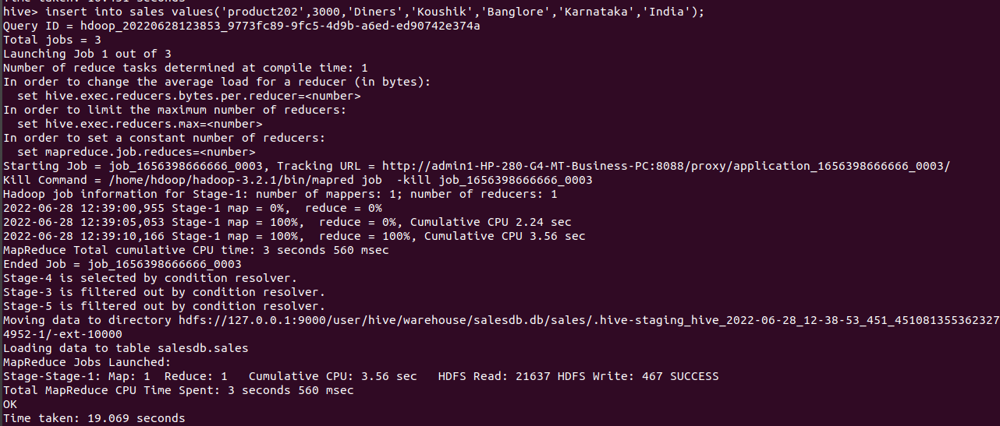 hive> insert into sales values('product202',3000,'Diners','Koushik','Banglore','Karnataka','India');
Query ID = hdoop_20220628123853_9773fc89-9fc5-4d9b-a6ed-ed90742e374a
Total jobs = 3
Launching Job 1 out of 3
Number of reduce tasks determined at compile time: 1
In order to change the average load for a reducer (in bytes):
  set hive.exec.reducers.bytes.per.reducer=<number>
In order to limit the maximum number of reducers:
  set hive.exec.reducers.max=<number>
In order to set a constant number of reducers:
  set mapreduce.job.reduces=<number>
Starting Job = job_1656398666666_0003, Tracking URL = http://admin1-HP-280-G4-MT-Business-PC:8088/proxy/application_1656398666666_0003/
Kill Command = /home/hdoop/hadoop-3.2.1/bin/mapred job  -kill job_1656398666666_0003
Hadoop job information for Stage-1: number of mappers: 1; number of reducers: 1
2022-06-28 12:39:00,955 Stage-1 map = 0%,  reduce = 0%
2022-06-28 12:39:05,053 Stage-1 map = 100%,  reduce = 0%, Cumulative CPU 2.24 sec
2022-06-28 12:39:10,166 Stage-1 map = 100%,  reduce = 100%, Cumulative CPU 3.56 sec
MapReduce Total cumulative CPU time: 3 seconds 560 msec
Ended Job = job_1656398666666_0003
Stage-4 is selected by condition resolver.
Stage-3 is filtered out by condition resolver.
Stage-5 is filtered out by condition resolver.
Moving data to directory hdfs://127.0.0.1:9000/user/hive/warehouse/salesdb.db/sales/.hive-staging_hive_2022-06-28_12-38-53_451_451081355362327
4952-1/-ext-10000
Loading data to table salesdb.sales
MapReduce Jobs Launched:
Stage-Stage-1: Map: 1  Reduce: 1   Cumulative CPU: 3.56 sec   HDFS Read: 21637 HDFS Write: 467 SUCCESS
Total MapReduce CPU Time Spent: 3 seconds 560 msec
OK
Time taken: 19.069 seconds